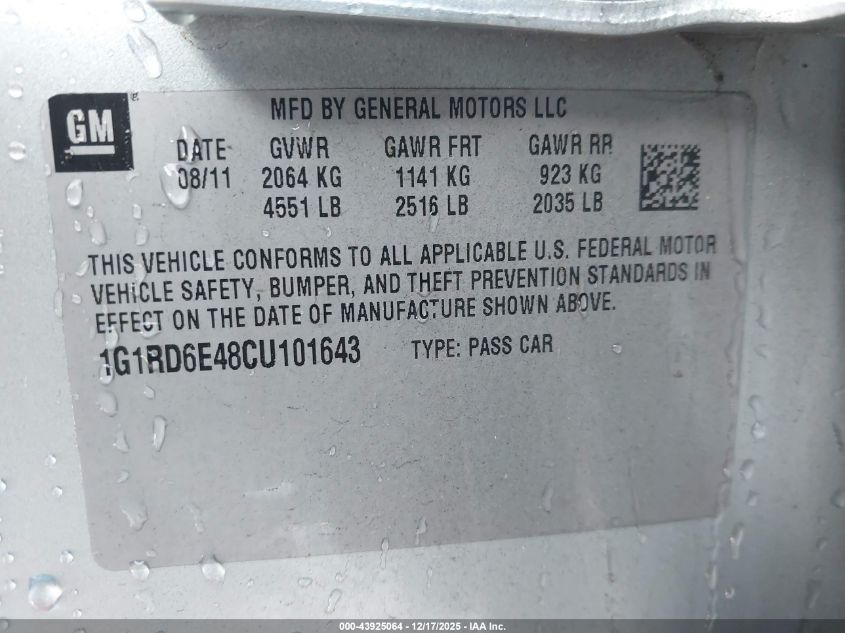 GM
MFD BY GENERAL MOTORS LLC
DATE GVWR GAWR FRT GAWR RR
08/11 2064 KG 1141 KG 923 KG
4551 LB 2516 LB 2035 LB
THIS VEHICLE CONFORMS TO ALL APPLICABLE U.S. FEDERAL MOTOR
VEHICLE SAFETY, BUMPER, AND THEFT PREVENTION STANDARDS IN
EFFECT ON THE DATE OF MANUFACTURE SHOWN ABOVE.
1G1RD6E48CU101643 TYPE: PASS CAR
000-43925064 - 12/17/2025 - IAA Inc.